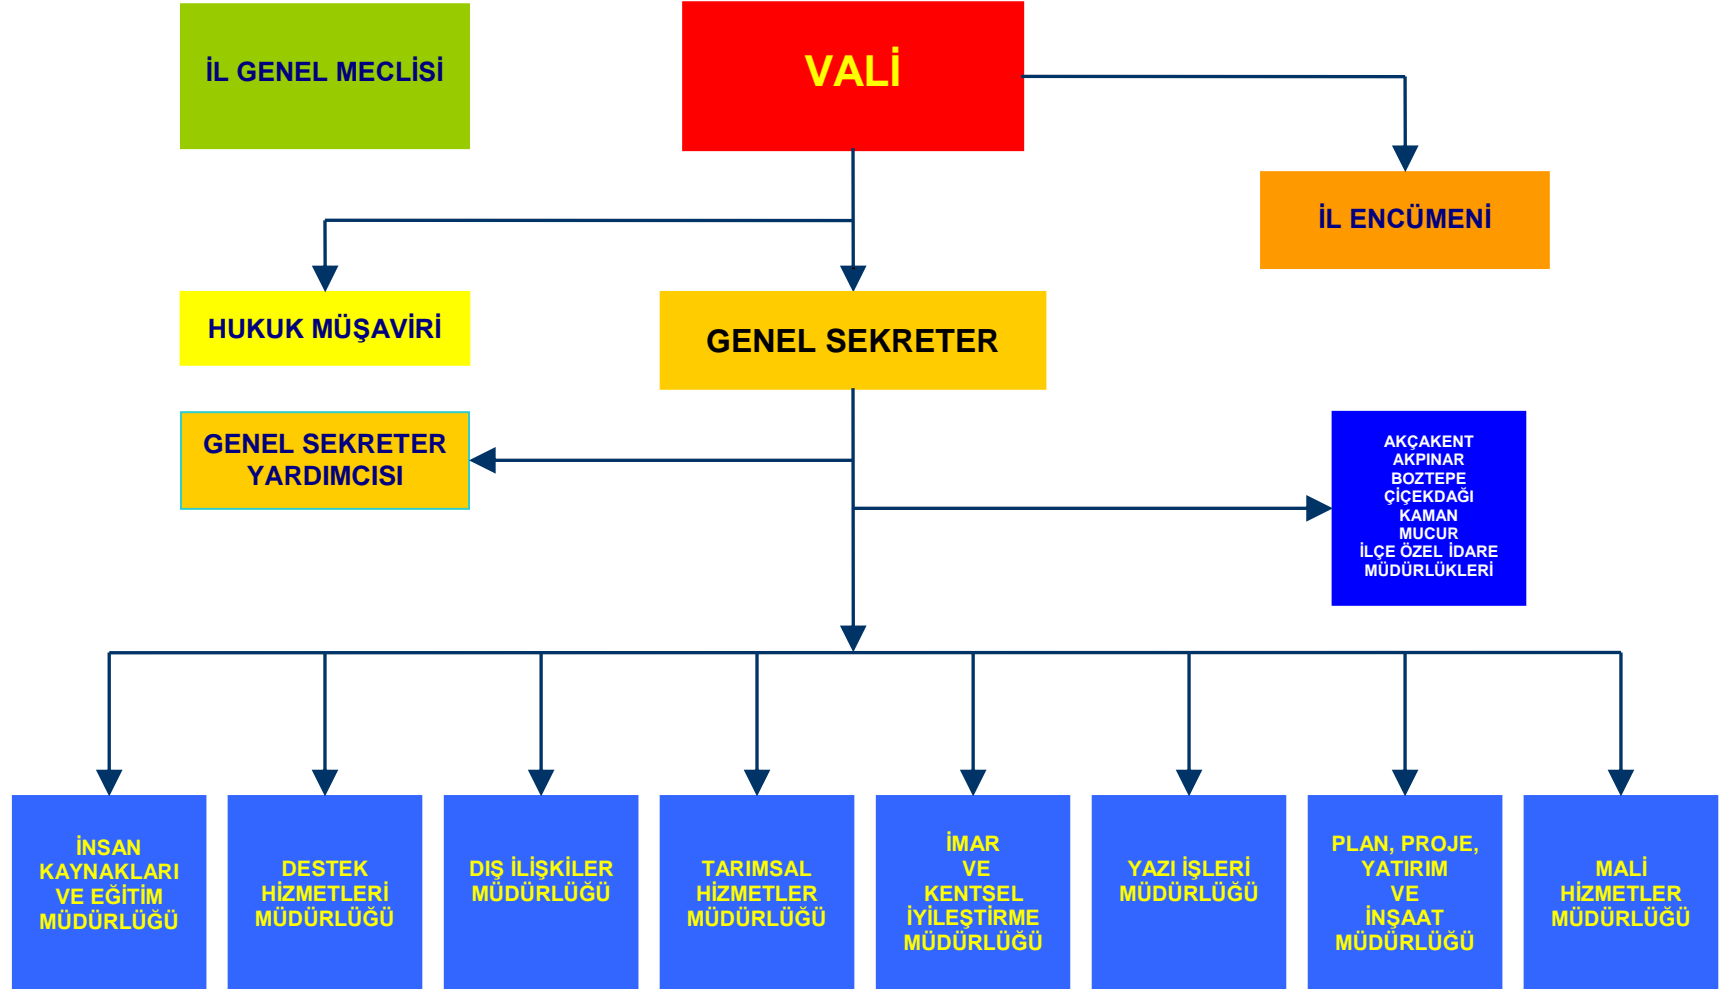 İL GENEL MECLİSİ
VALİ
İL ENCÜMENİ
HUKUK MÜŞAVİRİ
GENEL SEKRETER
GENEL SEKRETER
YARDIMCISI
AKÇAKENT
AKPINAR
BOZTEPE
ÇİÇEKDAĞI
KAMAN
MUCUR
İLÇE ÖZEL İDARE
MÜDÜRLÜKLERİ
İNSAN
KAYNAKLARI
VE EĞİTİM
MÜDÜRLÜĞÜ
DESTEK
HİZMETLERİ
MÜDÜRLÜĞÜ
DIŞ İLİŞKİLER
MÜDÜRLÜĞÜ
TARIMSAL
HİZMETLER
MÜDÜRLÜĞÜ
İMAR
VE
KENTSEL
İYİLEŞTİRME
MÜDÜRLÜĞÜ
YAZI İŞLERİ
MÜDÜRLÜĞÜ
PLAN, PROJE,
YATIRIM
VE
İNŞAAT
MÜDÜRLÜĞÜ
MALİ
HİZMETLER
MÜDÜRLÜĞÜ